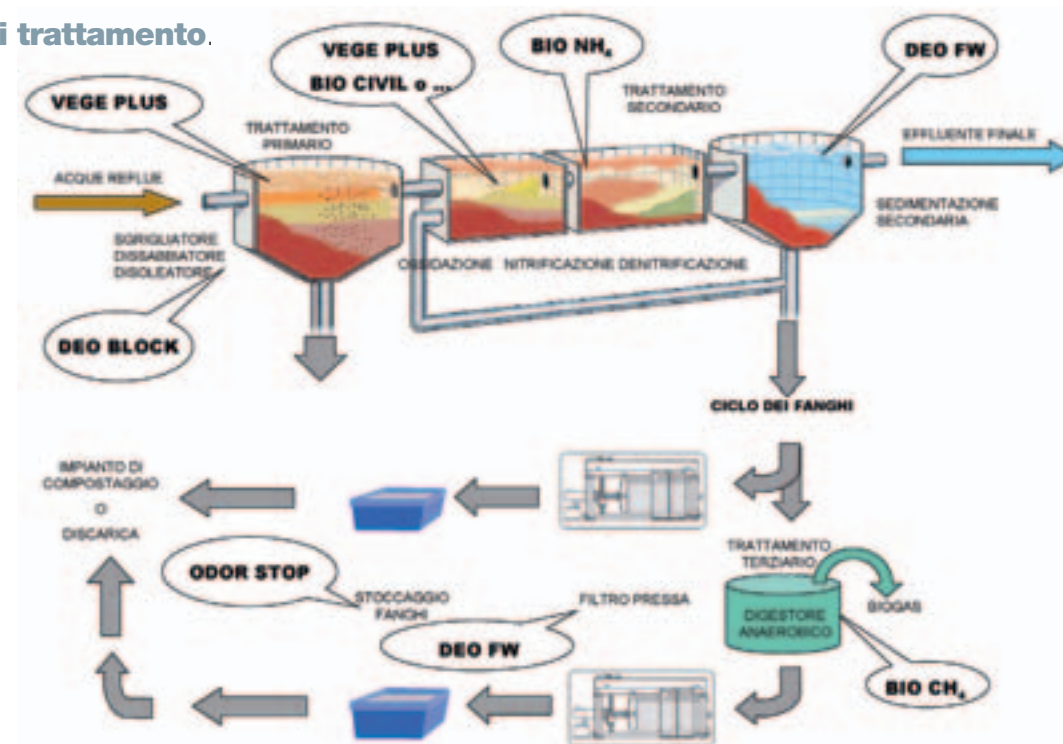 i trattamento.
VEGE PLUS
VEGE PLUS
BIO CIVIL o ...
BIO NH₄
DEO FW
TRATTAMENTO
PRIMARIO
TRATTAMENTO
SECONDARIO
ACQUE REFLUE
EFFLUENTE FINALE
SGRIGLIATORE
DISSABBIATORE
DISOLEATORE
OSSIDAZIONE NITRIFICAZIONE DENITRIFICAZIONE
SEDIMENTAZIONE
SECONDARIA
DEO BLOCK
CICLO DEI FANGHI
IMPIANTO DI
COMPOSTAGGIO
O
DISCARICA
ODOR STOP
STOCCAGGIO
FANGHI
FILTRO PRESSA
DEO FW
TRATTAMENTO
TERZIARIO
BIOGAS
DIGESTORE
ANAEROBICO
BIO CH₄